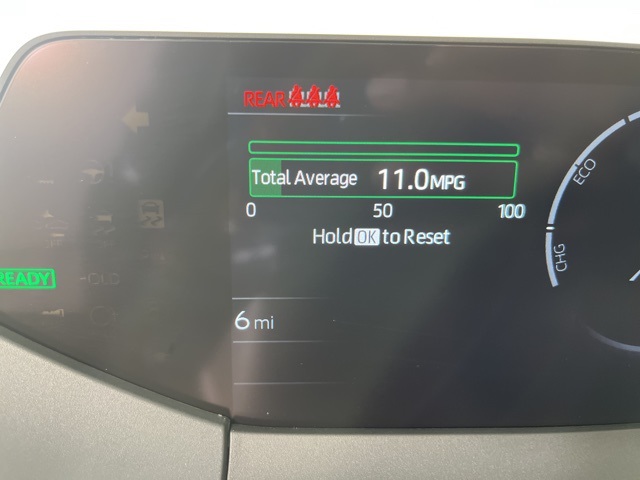 REAR
Total Average 11.0MPG
0 50 100
Hold OK to Reset
ECO
CHG
READY
6 mi